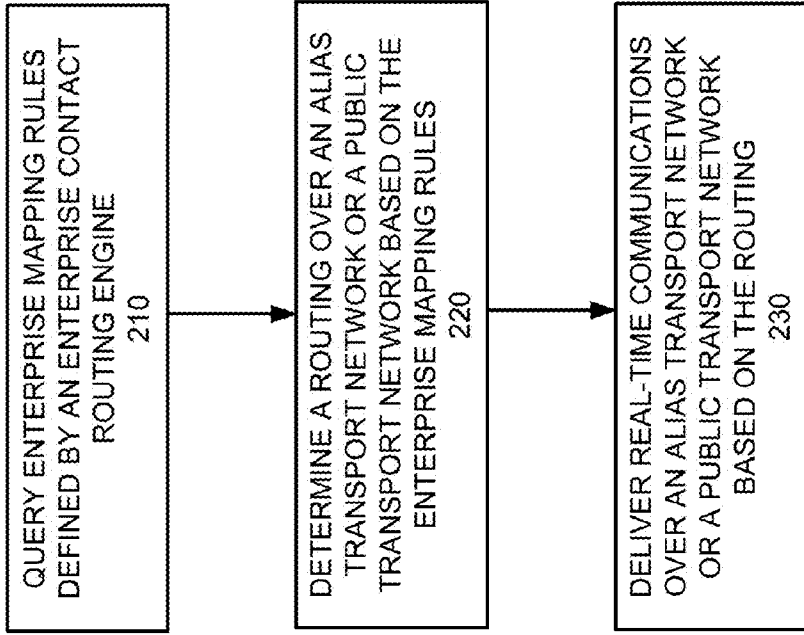 QUERY ENTERPRISE MAPPING RULES
DEFINED BY AN ENTERPRISE CONTACT
ROUTING ENGINE
210
DETERMINE A ROUTING OVER AN ALIAS
TRANSPORT NETWORK OR A PUBLIC
TRANSPORT NETWORK BASED ON THE
ENTERPRISE MAPPING RULES
220
DELIVER REAL-TIME COMMUNICATIONS
OVER AN ALIAS TRANSPORT NETWORK
OR A PUBLIC TRANSPORT NETWORK
BASED ON THE ROUTING
230